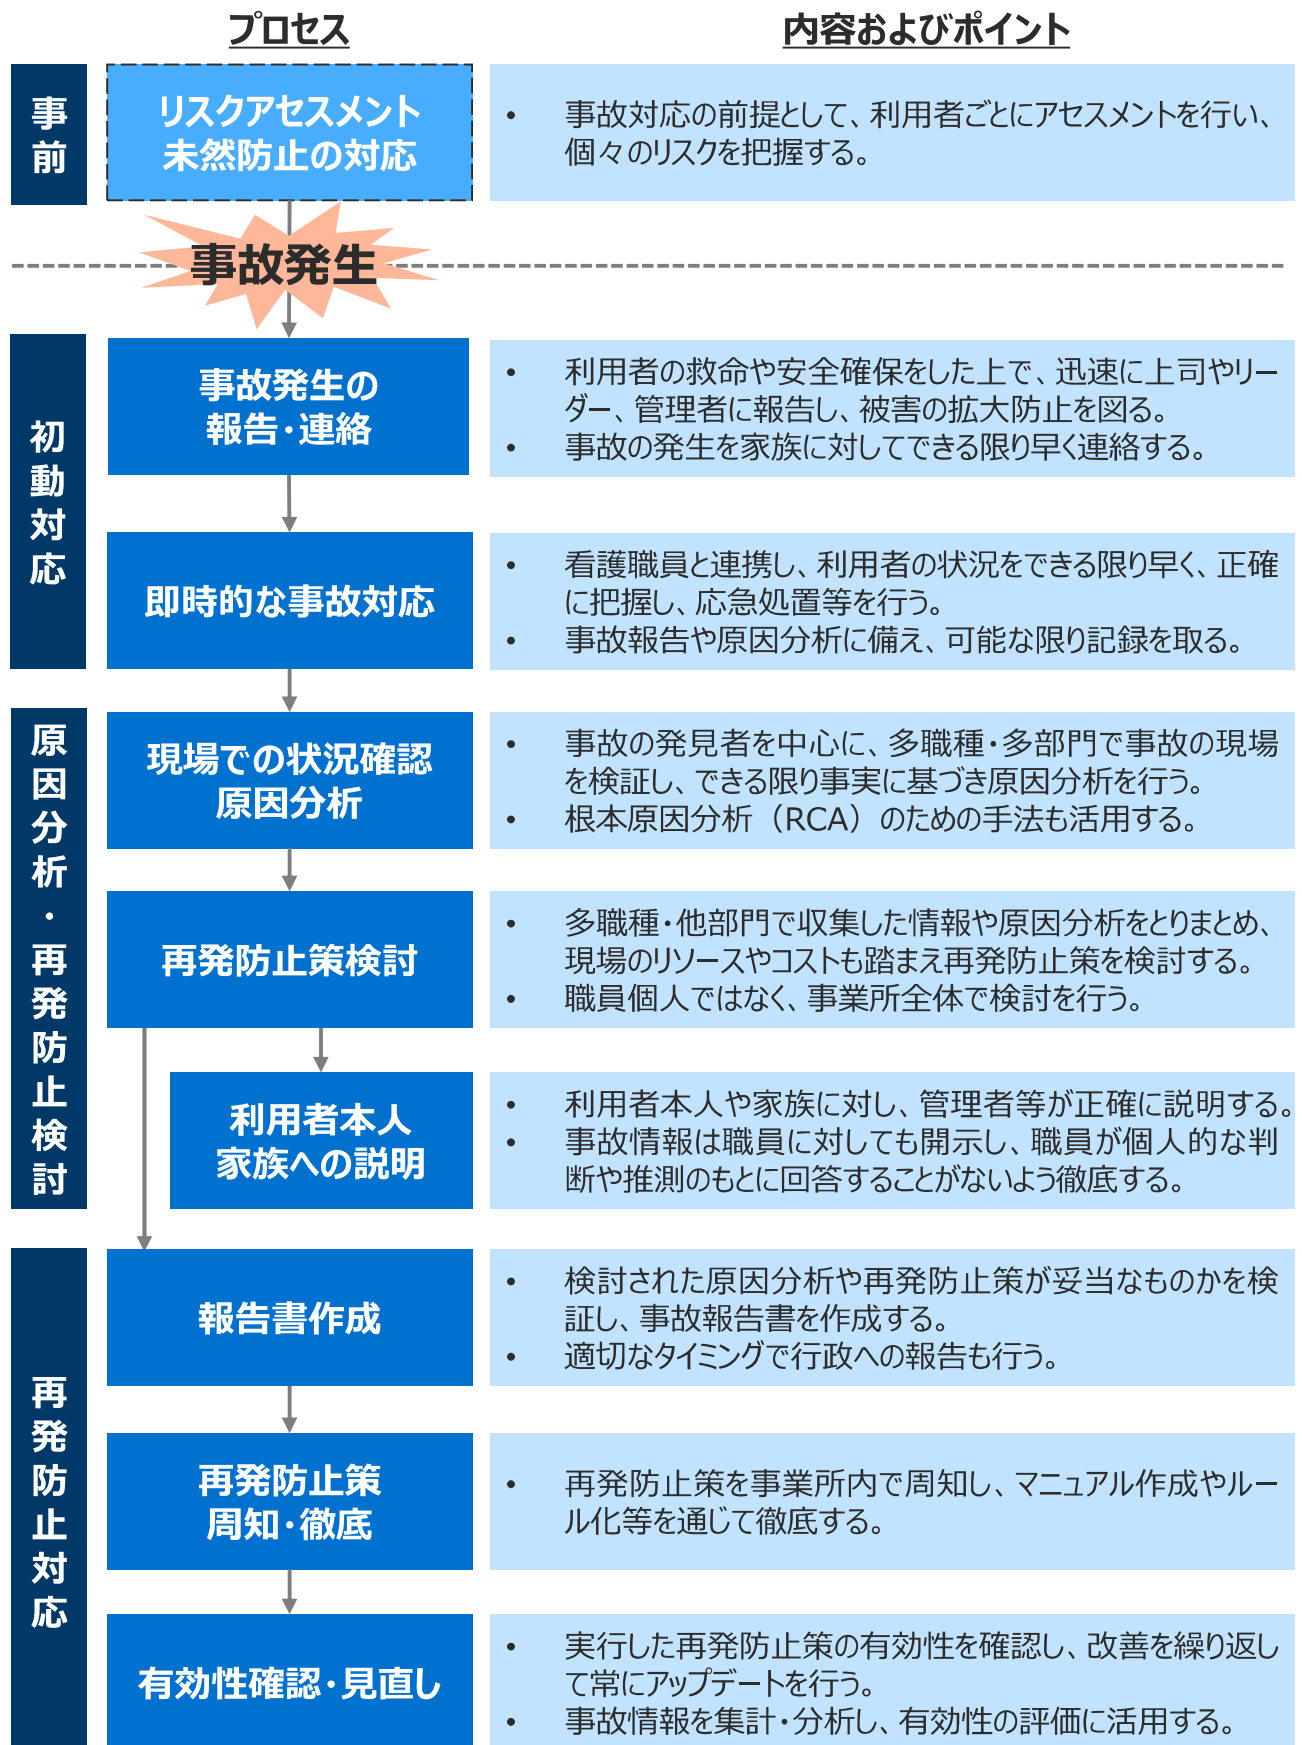 プロセス
内容およびポイント
事前
リスクアセスメント
未然防止の対応
• 事故対応の前提として、利用者ごとにアセスメントを行い、
個々のリスクを把握する。
事故発生
初動対応
事故発生の
報告・連絡
• 利用者の救命や安全確保をした上で、迅速に上司やリー
ダー、管理者に報告し、被害の拡大防止を図る。
• 事故の発生を家族に対してできる限り早く連絡する。
即時的な事故対応
• 看護職員と連携し、利用者の状況をできる限り早く、正確
に把握し、応急処置等を行う。
• 事故報告や原因分析に備え、可能な限り記録を取る。
原因分析・再発防止検討
現場での状況確認
原因分析
• 事故の発見者を中心に、多職種・多部門で事故の現場
を検証し、できる限り事実に基づき原因分析を行う。
• 根本原因分析（RCA）のための手法も活用する。
再発防止策検討
• 多職種・他部門で収集した情報や原因分析をとりまとめ、
現場のリソースやコストも踏まえ再発防止策を検討する。
• 職員個人ではなく、事業所全体で検討を行う。
利用者本人
家族への説明
• 利用者本人や家族に対し、管理者等が正確に説明する。
• 事故情報は職員に対しても開示し、職員が個人的な判
断や推測のもとに回答することがないよう徹底する。
再発防止対応
報告書作成
• 検討された原因分析や再発防止策が妥当なものかを検
証し、事故報告書を作成する。
• 適切なタイミングで行政への報告も行う。
再発防止策
周知・徹底
• 再発防止策を事業所内で周知し、マニュアル作成やルー
ル化等を通じて徹底する。
有効性確認・見直し
• 実行した再発防止策の有効性を確認し、改善を繰り返し
て常にアップデートを行う。
• 事故情報を集計・分析し、有効性の評価に活用する。